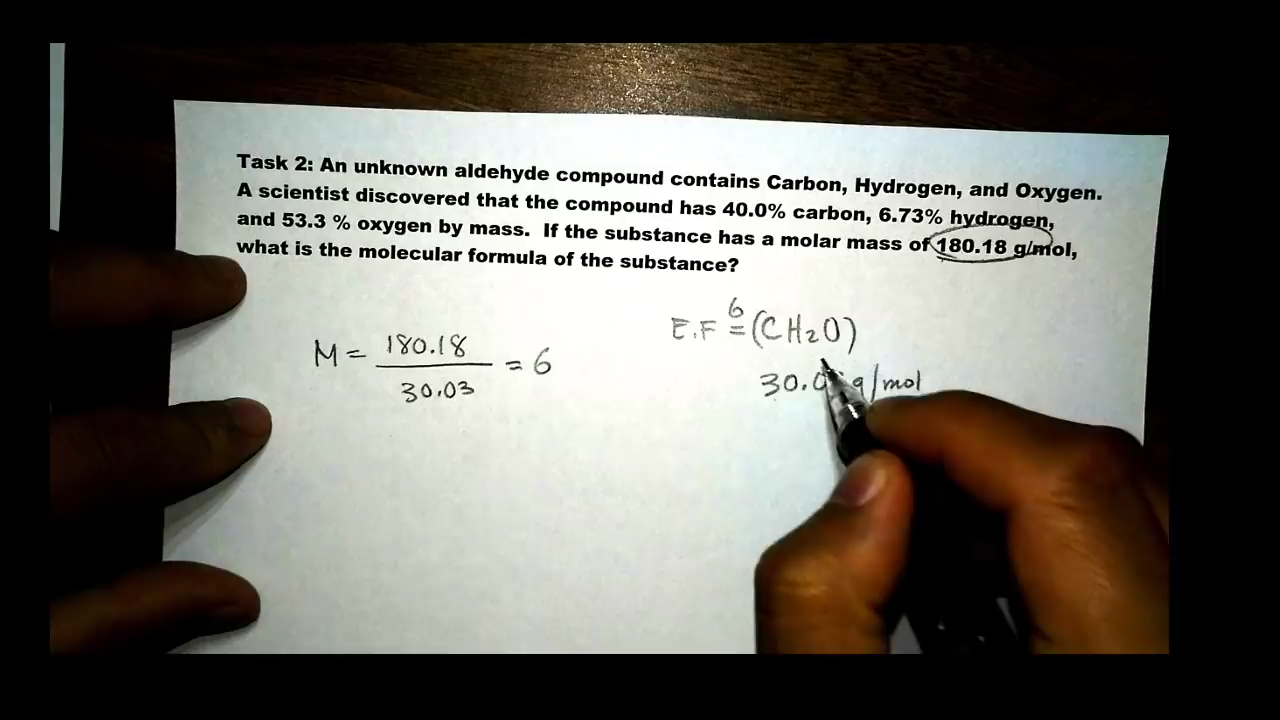 Task 2: An unknown aldehyde compound contains Carbon, Hydrogen, and Oxygen.
A scientist discovered that the compound has 40.0% carbon, 6.73% hydrogen,
and 53.3 % oxygen by mass. If the substance has a molar mass of 180.18 g/mol,
what is the molecular formula of the substance?
M = 180.18 / 30.03 = 6
6
E.F = (CH2O)
g/mol